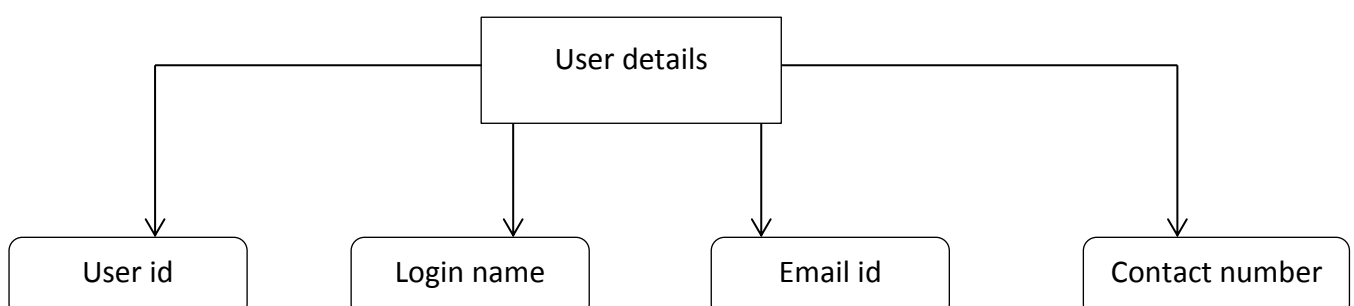 User details
User id
Login name
Email id
Contact number